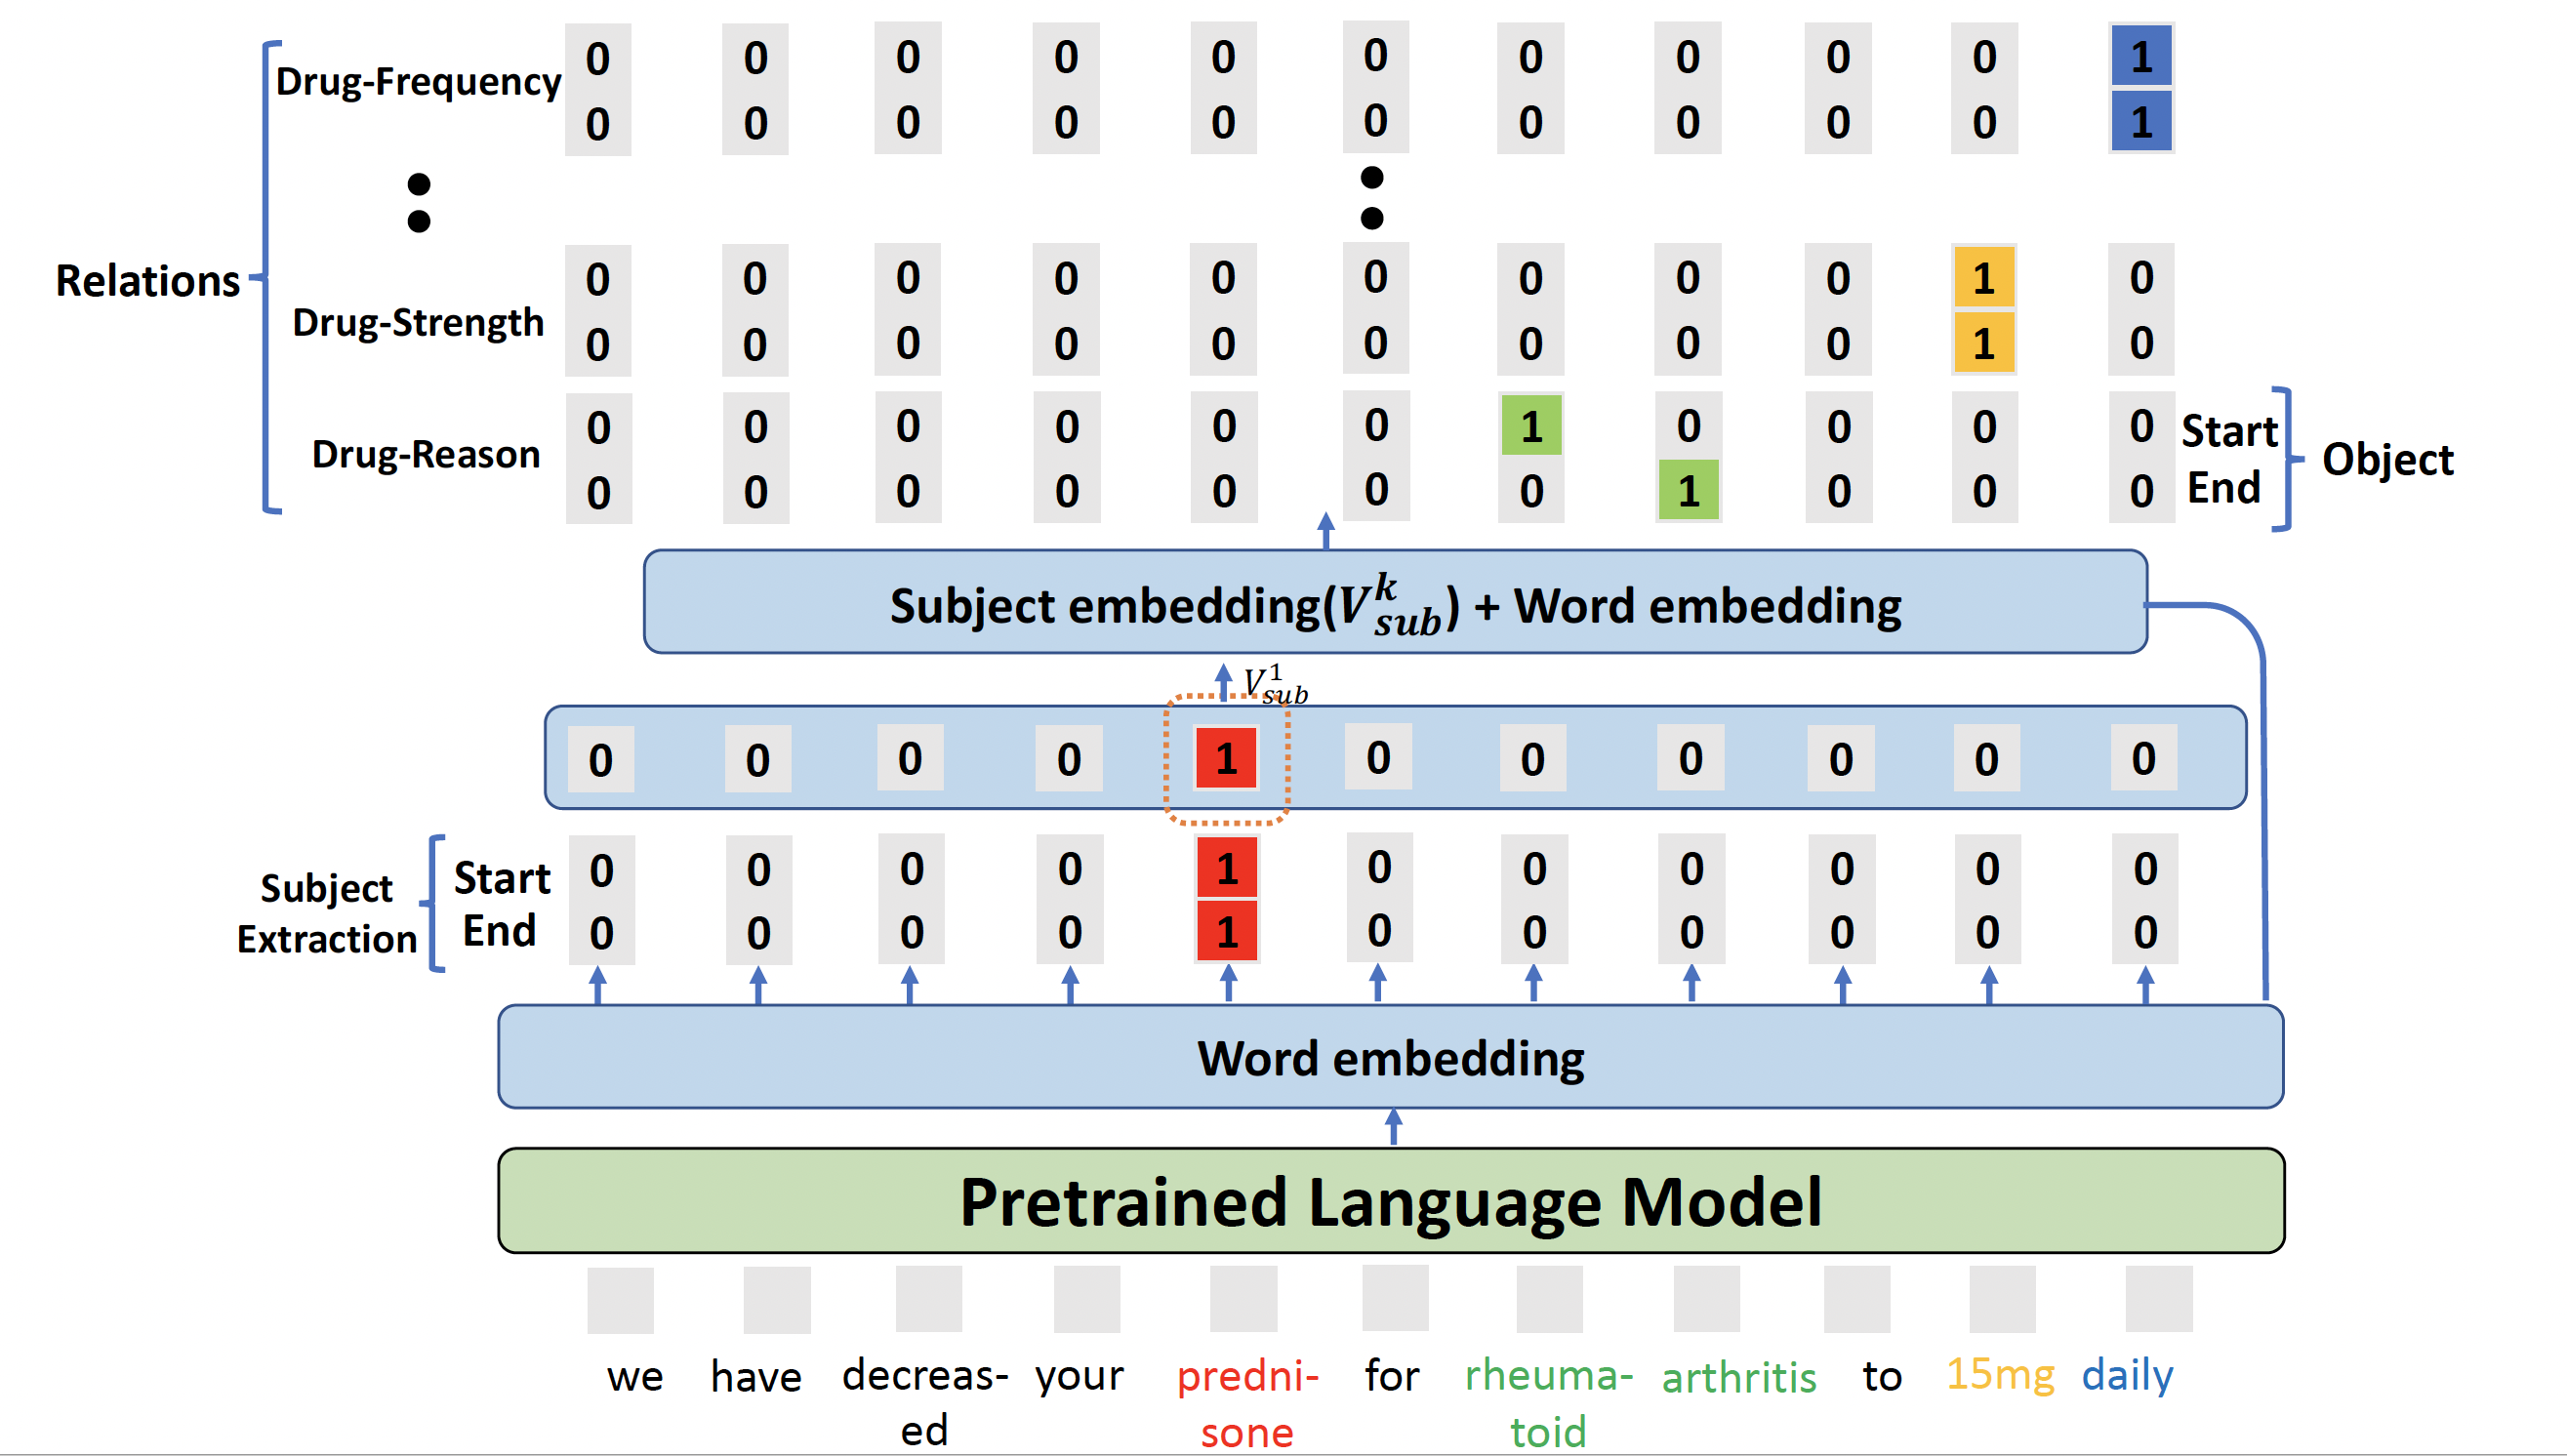 0 0 0 0 0 0 0 0 0 0 1
Drug-Frequency
0 0 0 0 0 0 0 0 0 0 1
0 0 0 0 0 0 0 0 0 1 0
Relations
Drug-Strength
0 0 0 0 0 0 0 0 0 1 0
0 0 0 0 0 0 1 0 0 0 0 Start
Drug-Reason
Object
0 0 0 0 0 0 0 1 0 0 0 End
Subject embedding(V^k_sub) + Word embedding
V^1_sub
0 0 0 0 1 0 0 0 0 0 0
Subject
Extraction
Start 0 0 0 0 1 0 0 0 0 0 0
End 0 0 0 0 1 0 0 0 0 0 0
Word embedding
Pretrained Language Model
we have decreas- your predni- for rheuma- arthritis to 15mg daily
ed sone toid